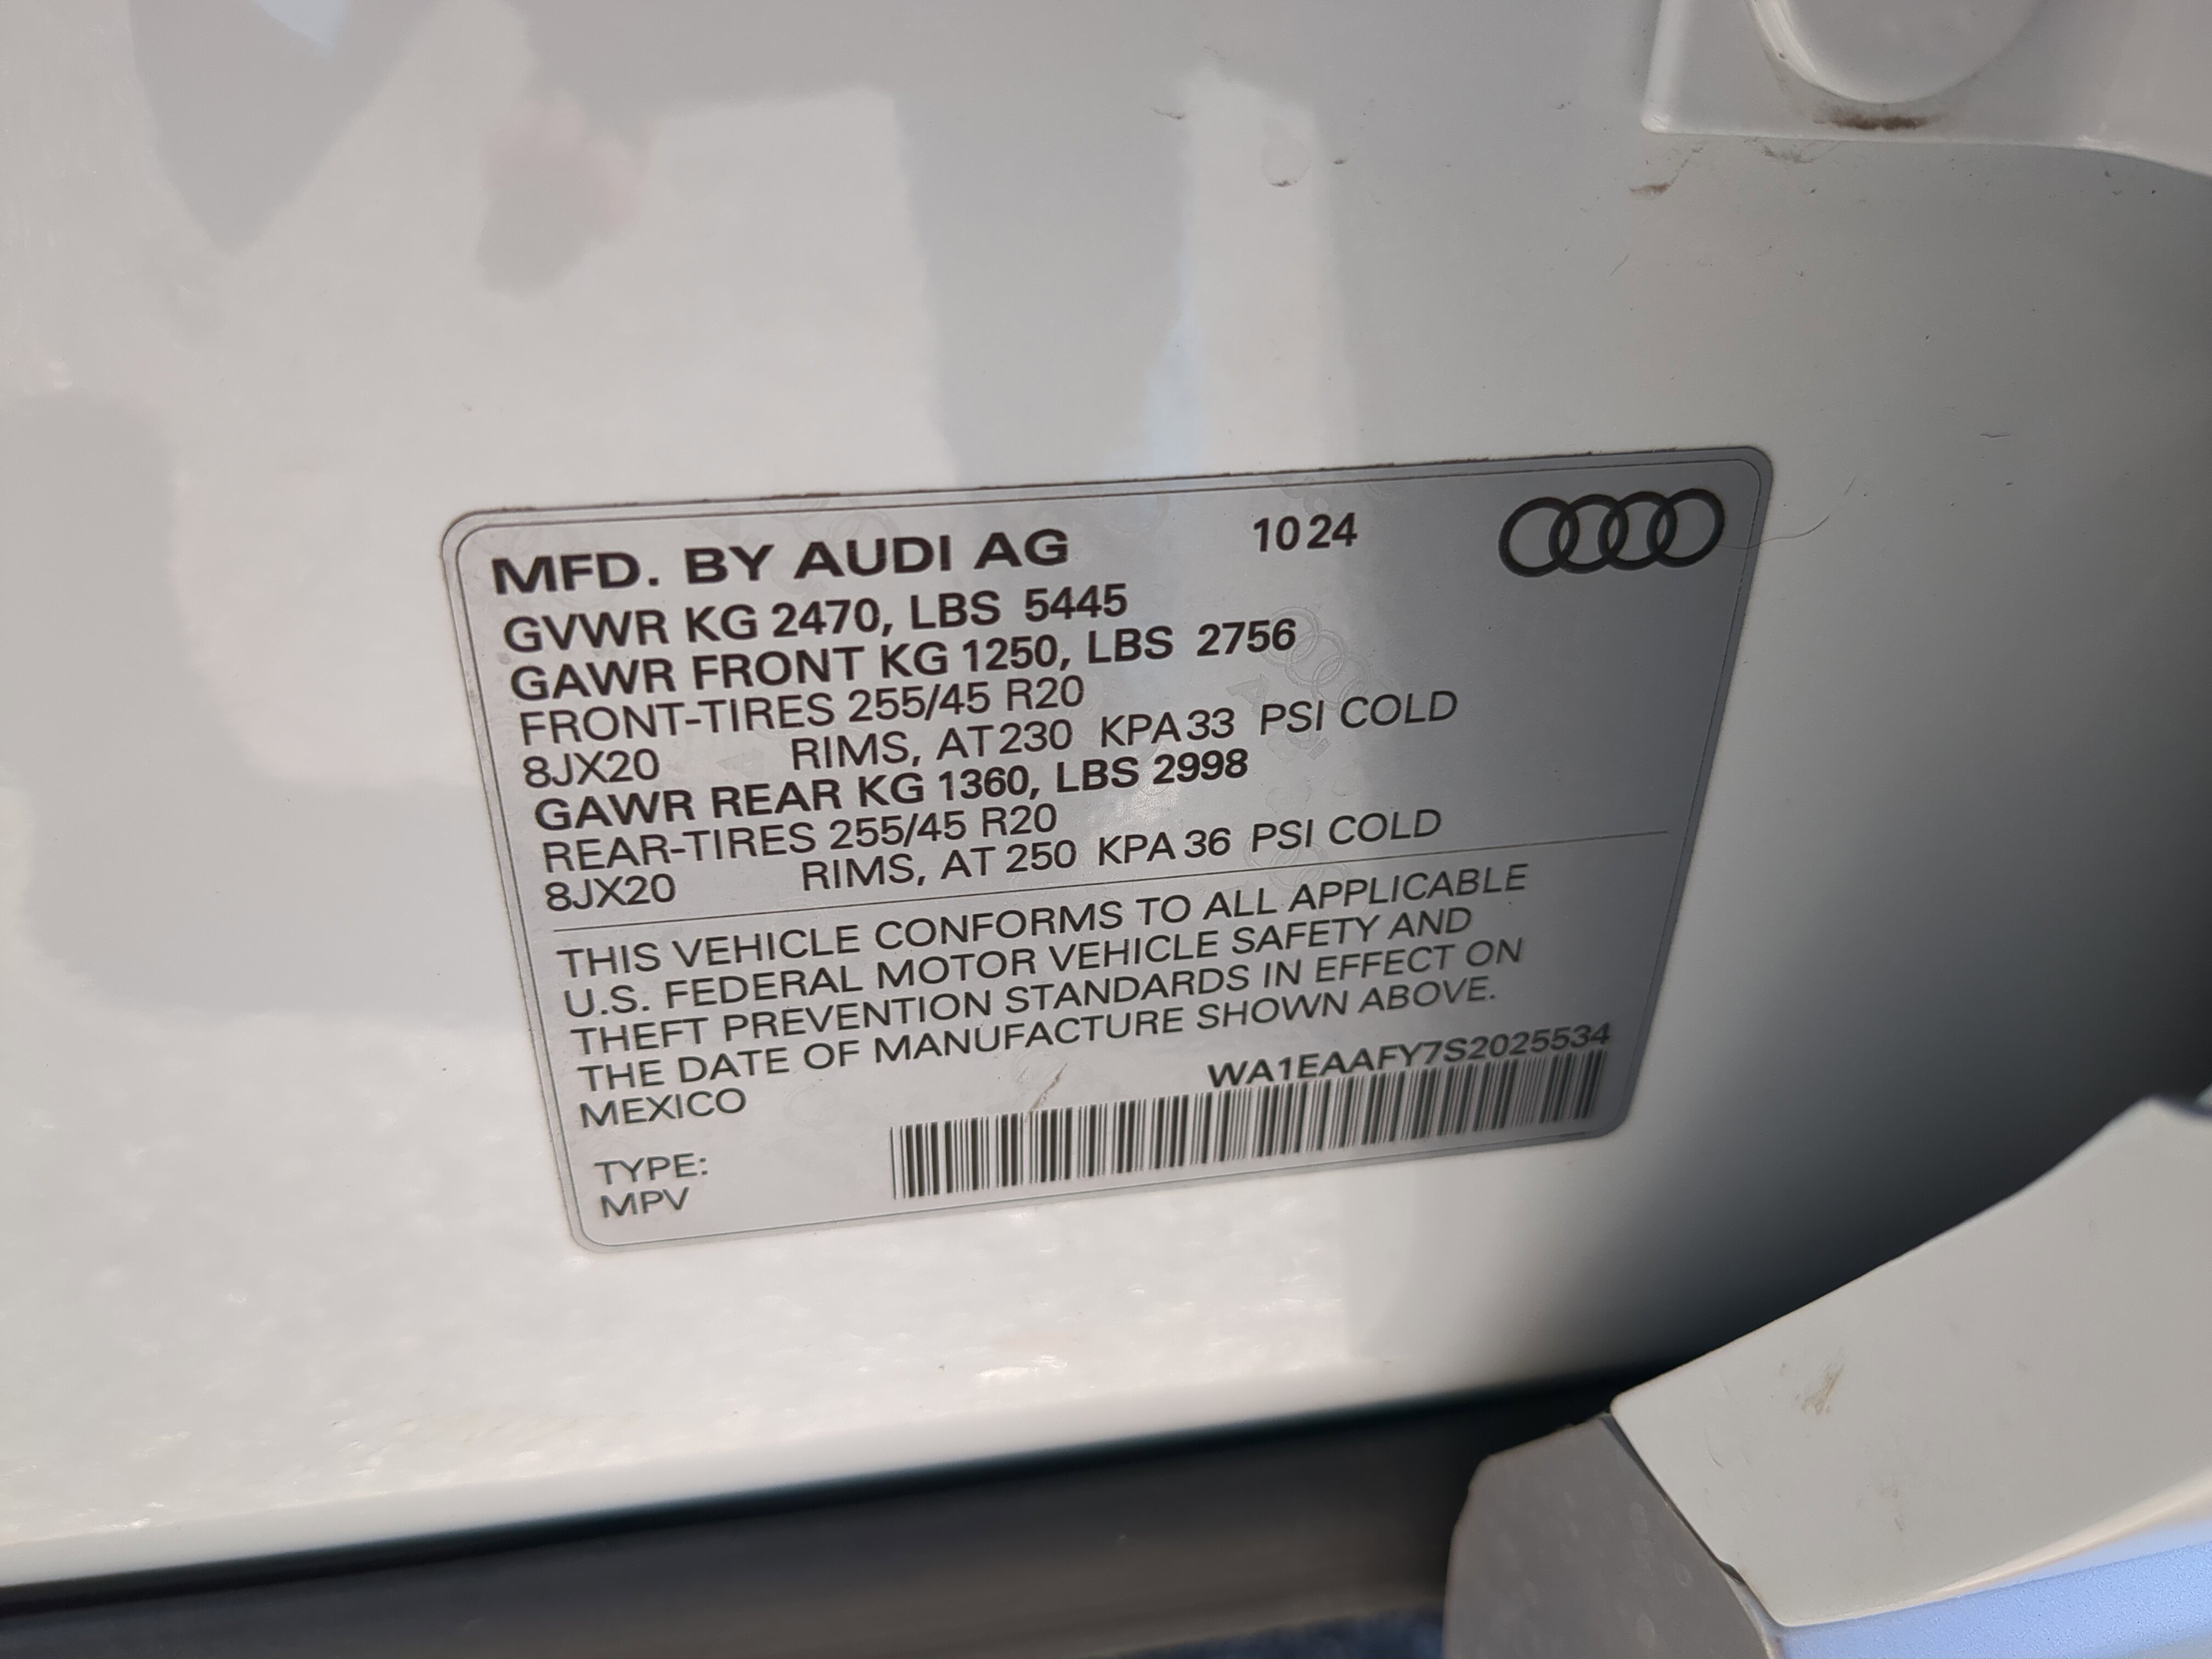 MFD. BY AUDI AG 10 24
GVWR KG 2470, LBS 5445
GAWR FRONT KG 1250, LBS 2756
FRONT-TIRES 255/45 R20
8JX20 RIMS, AT 230 KPA 33 PSI COLD
GAWR REAR KG 1360, LBS 2998
REAR-TIRES 255/45 R20
8JX20 RIMS, AT 250 KPA 36 PSI COLD
THIS VEHICLE CONFORMS TO ALL APPLICABLE
U.S. FEDERAL MOTOR VEHICLE SAFETY AND
THEFT PREVENTION STANDARDS IN EFFECT ON
THE DATE OF MANUFACTURE SHOWN ABOVE.
MEXICO WA1EAAFY7S2025534
TYPE:
MPV